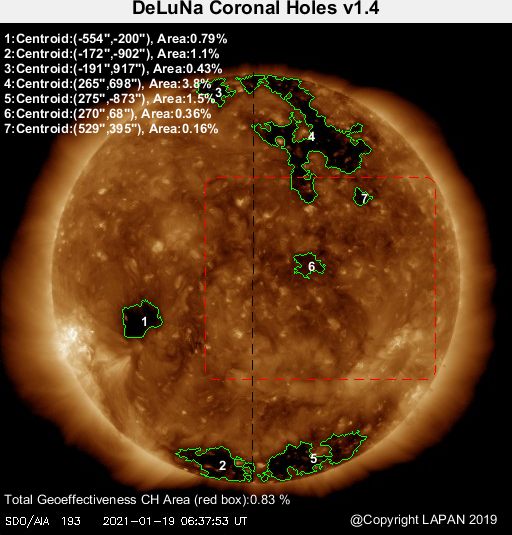 DeLuNa Coronal Holes v1.4
1:Centroid:(-554",-200"), Area:0.79%
2:Centroid:(-172",-902"), Area:1.1%
3:Centroid:(-191",917"), Area:0.43%
4:Centroid:(265",698"), Area:3.8%
5:Centroid:(275",-873"), Area:1.5%
6:Centroid:(270",68"), Area:0.36%
7:Centroid:(529",395"), Area:0.16%
3
4
7
6
1
5
2
Total Geoeffectiveness CH Area (red box):0.83 %
SDO/AIA 193 2021-01-19 06:37:53 UT
@Copyright LAPAN 2019